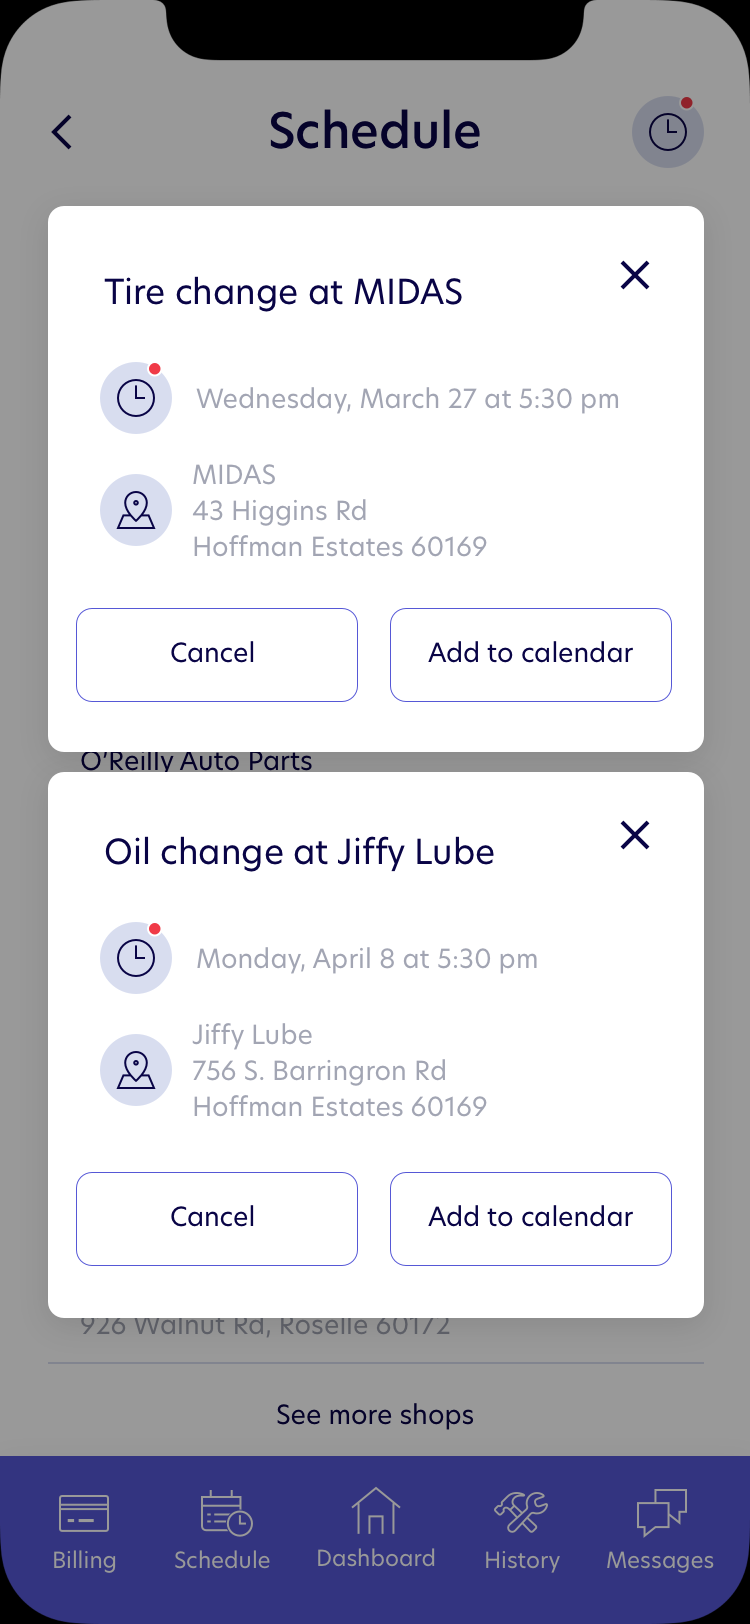 Schedule
Tire change at MIDAS
Wednesday, March 27 at 5:30 pm
MIDAS
43 Higgins Rd
Hoffman Estates 60169
Cancel
Add to calendar
O'Reilly Auto Parts
Oil change at Jiffy Lube
Monday, April 8 at 5:30 pm
Jiffy Lube
756 S. Barringron Rd
Hoffman Estates 60169
Cancel
Add to calendar
926 Walnut Rd, Roselle 60172
See more shops
Billing
Schedule
Dashboard
History
Messages